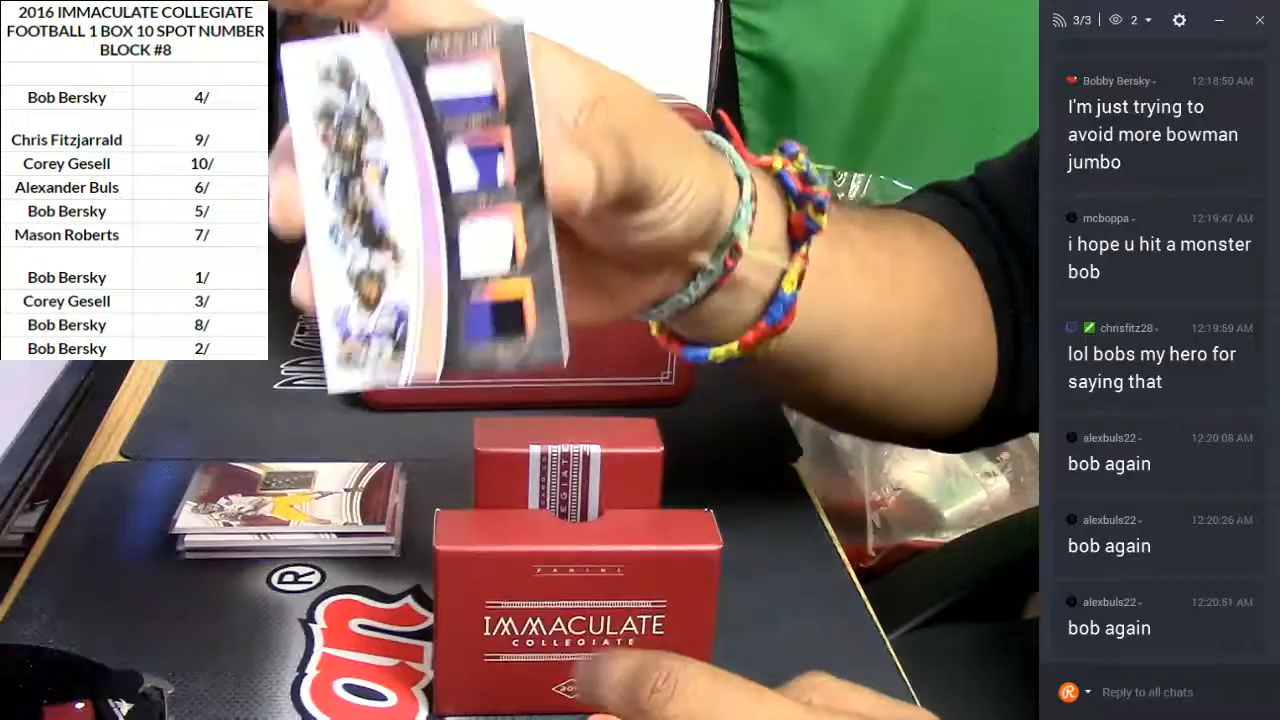 2016 IMMACULATE COLLEGIATE
FOOTBALL 1 BOX 10 SPOT NUMBER
BLOCK #8
Bob Bersky 4/
Chris Fitzjarrald 9/
Corey Gesell 10/
Alexander Buls 6/
Bob Bersky 5/
Mason Roberts 7/
Bob Bersky 1/
Corey Gesell 3/
Bob Bersky 8/
Bob Bersky 2/
PANINI
IMMACULATE
COLLEGIATE
an
®
3/3
2
Bobby Bersky 12:18:50 AM
I'm just trying to
avoid more bowman
jumbo
mcboppa 12:19:47 AM
i hope u hit a monster
bob
chrisfitz28 12:19:59 AM
lol bobs my hero for
saying that
alexbuls22 12:20:08 AM
bob again
alexbuls22 12:20:26 AM
bob again
alexbuls22 12:20:51 AM
bob again
Reply to all chats